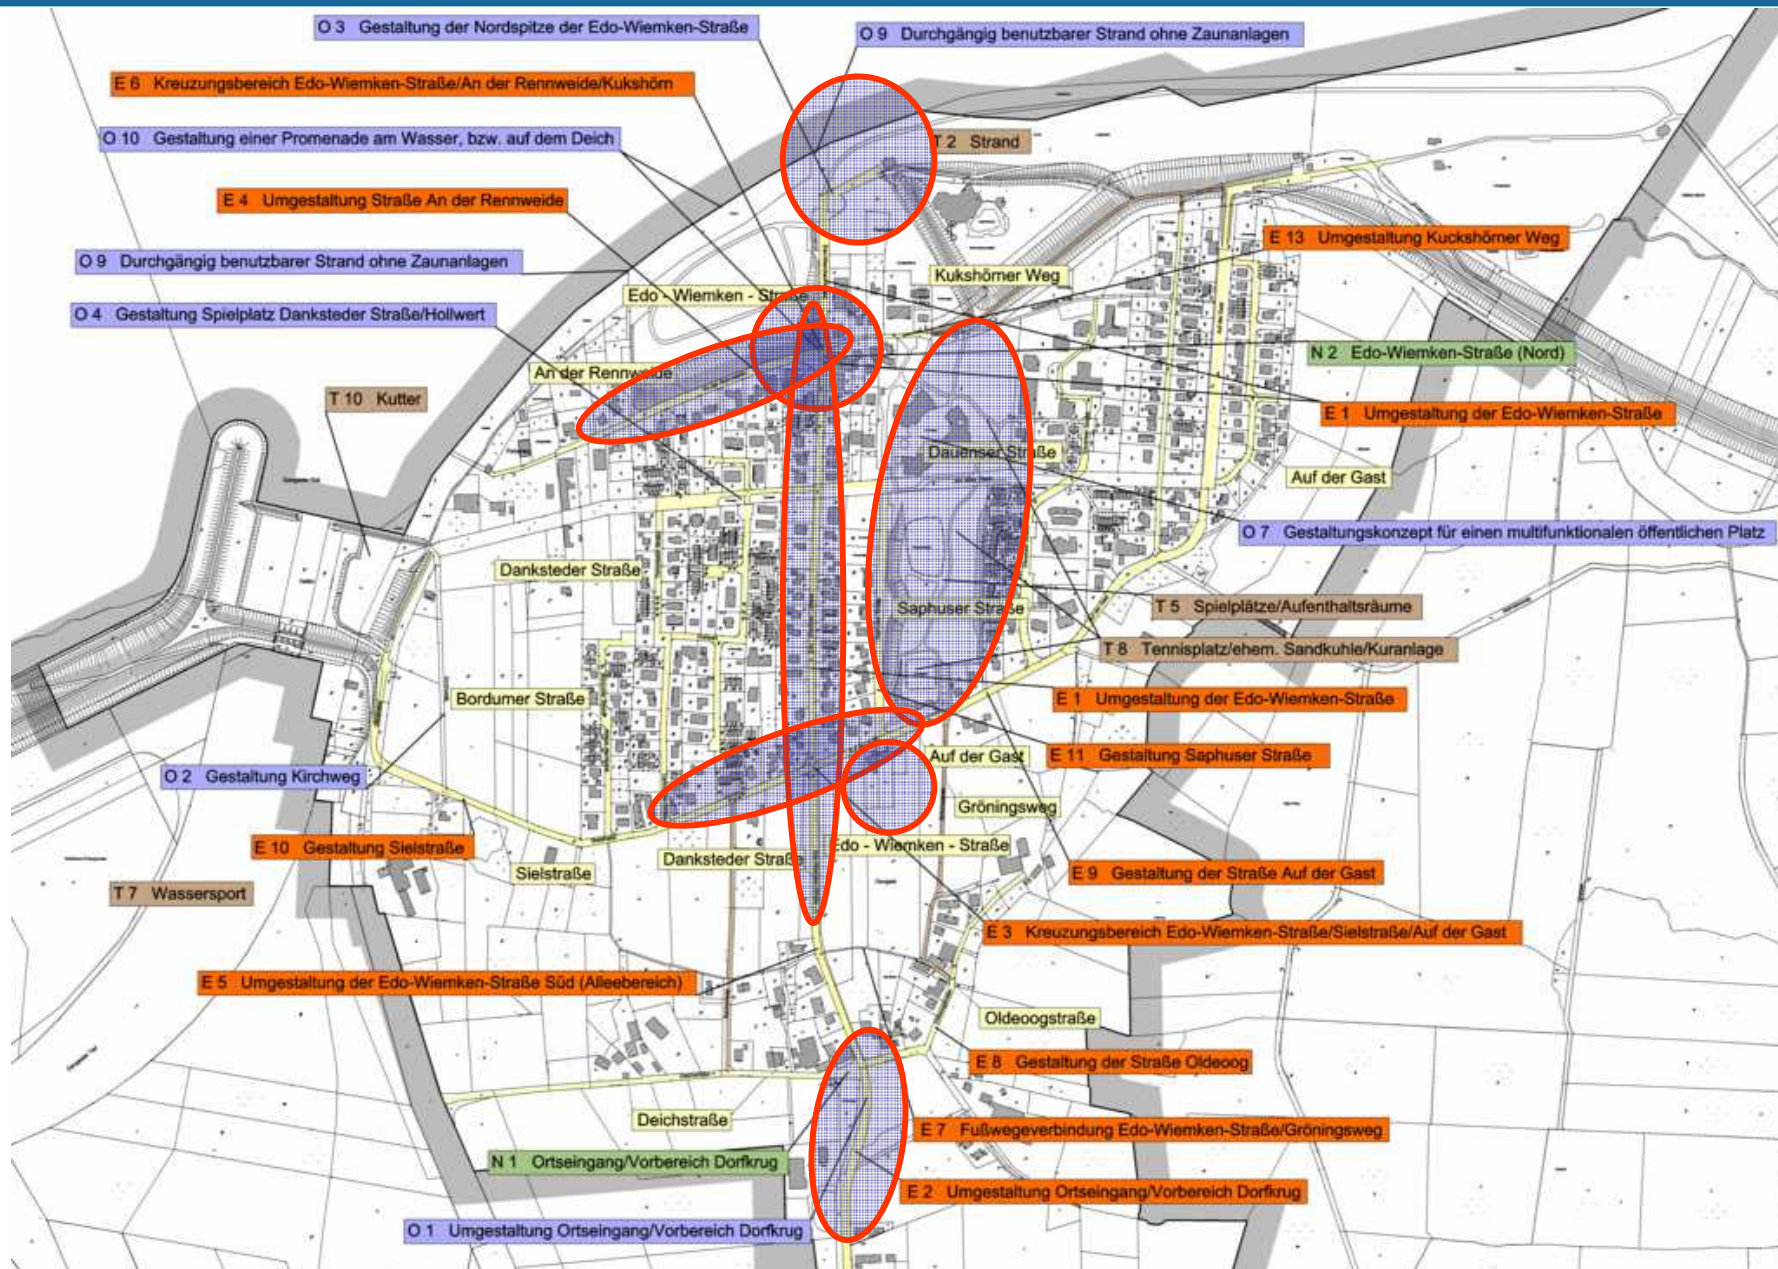 O 3 Gestaltung der Nordspitze der Edo-Wiemken-Straße
O 9 Durchgängig benutzbarer Strand ohne Zaunanlagen
E 6 Kreuzungsbereich Edo-Wiemken-Straße/An der Rennweide/Kukshörn
O 10 Gestaltung einer Promenade am Wasser, bzw. auf dem Deich
T 2 Strand
E 4 Umgestaltung Straße An der Rennweide
E 13 Umgestaltung Kuckshörner Weg
O 9 Durchgängig benutzbarer Strand ohne Zaunanlagen
Kukshörner Weg
Edo - Wiemken - Straße
O 4 Gestaltung Spielplatz Danksteder Straße/Hollwert
N 2 Edo-Wiemken-Straße (Nord)
An der Rennweide
T 10 Kutter
E 1 Umgestaltung der Edo-Wiemken-Straße
Dauenser Straße
Auf der Gast
O 7 Gestaltungskonzept für einen multifunktionalen öffentlichen Platz
Danksteder Straße
Saphuser Straße
T 5 Spielplätze/Aufenthaltsräume
T 8 Tennisplatz/ehem. Sandkuhle/Kuranlage
Bordumer Straße
E 1 Umgestaltung der Edo-Wiemken-Straße
Auf der Gast
E 11 Gestaltung Saphuser Straße
O 2 Gestaltung Kirchweg
Gröningsweg
E 10 Gestaltung Sielstraße
Edo - Wiemken - Straße
Danksteder Straße
Sielstraße
E 9 Gestaltung der Straße Auf der Gast
T 7 Wassersport
E 3 Kreuzungsbereich Edo-Wiemken-Straße/Sielstraße/Auf der Gast
E 5 Umgestaltung der Edo-Wiemken-Straße Süd (Alleebereich)
Oldeoogstraße
E 8 Gestaltung der Straße Oldeoog
Deichstraße
E 7 Fußwegeverbindung Edo-Wiemken-Straße/Gröningsweg
N 1 Ortseingang/Vorbereich Dorfkrug
E 2 Umgestaltung Ortseingang/Vorbereich Dorfkrug
O 1 Umgestaltung Ortseingang/Vorbereich Dorfkrug